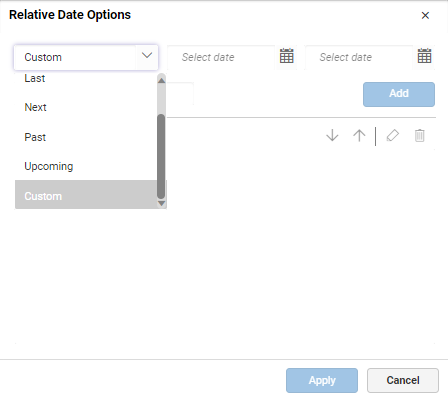 Relative Date Options
Custom Select date Select date
Last
Add
Next
Past
Upcoming
Custom
Apply Cancel